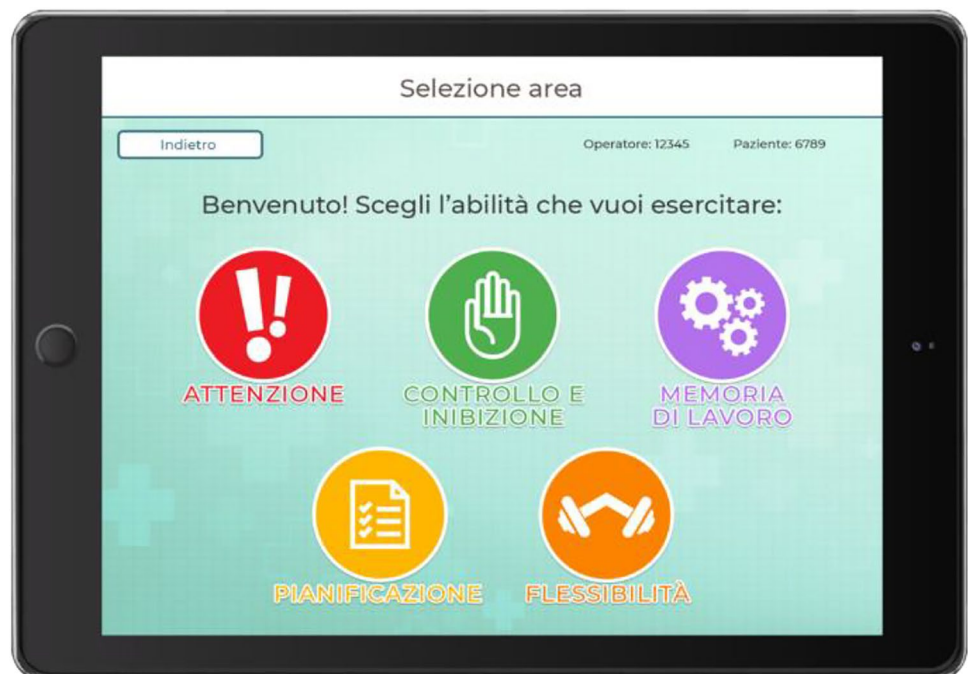 Selezione area
Indietro
Operatore: 12345
Paziente: 6789
Benvenuto! Scegli l'abilità che vuoi esercitare:
ATTENZIONE
CONTROLLO E
INIBIZIONE
MEMORIA
DI LAVORO
PIANIFICAZIONE
FLESSIBILITÀ